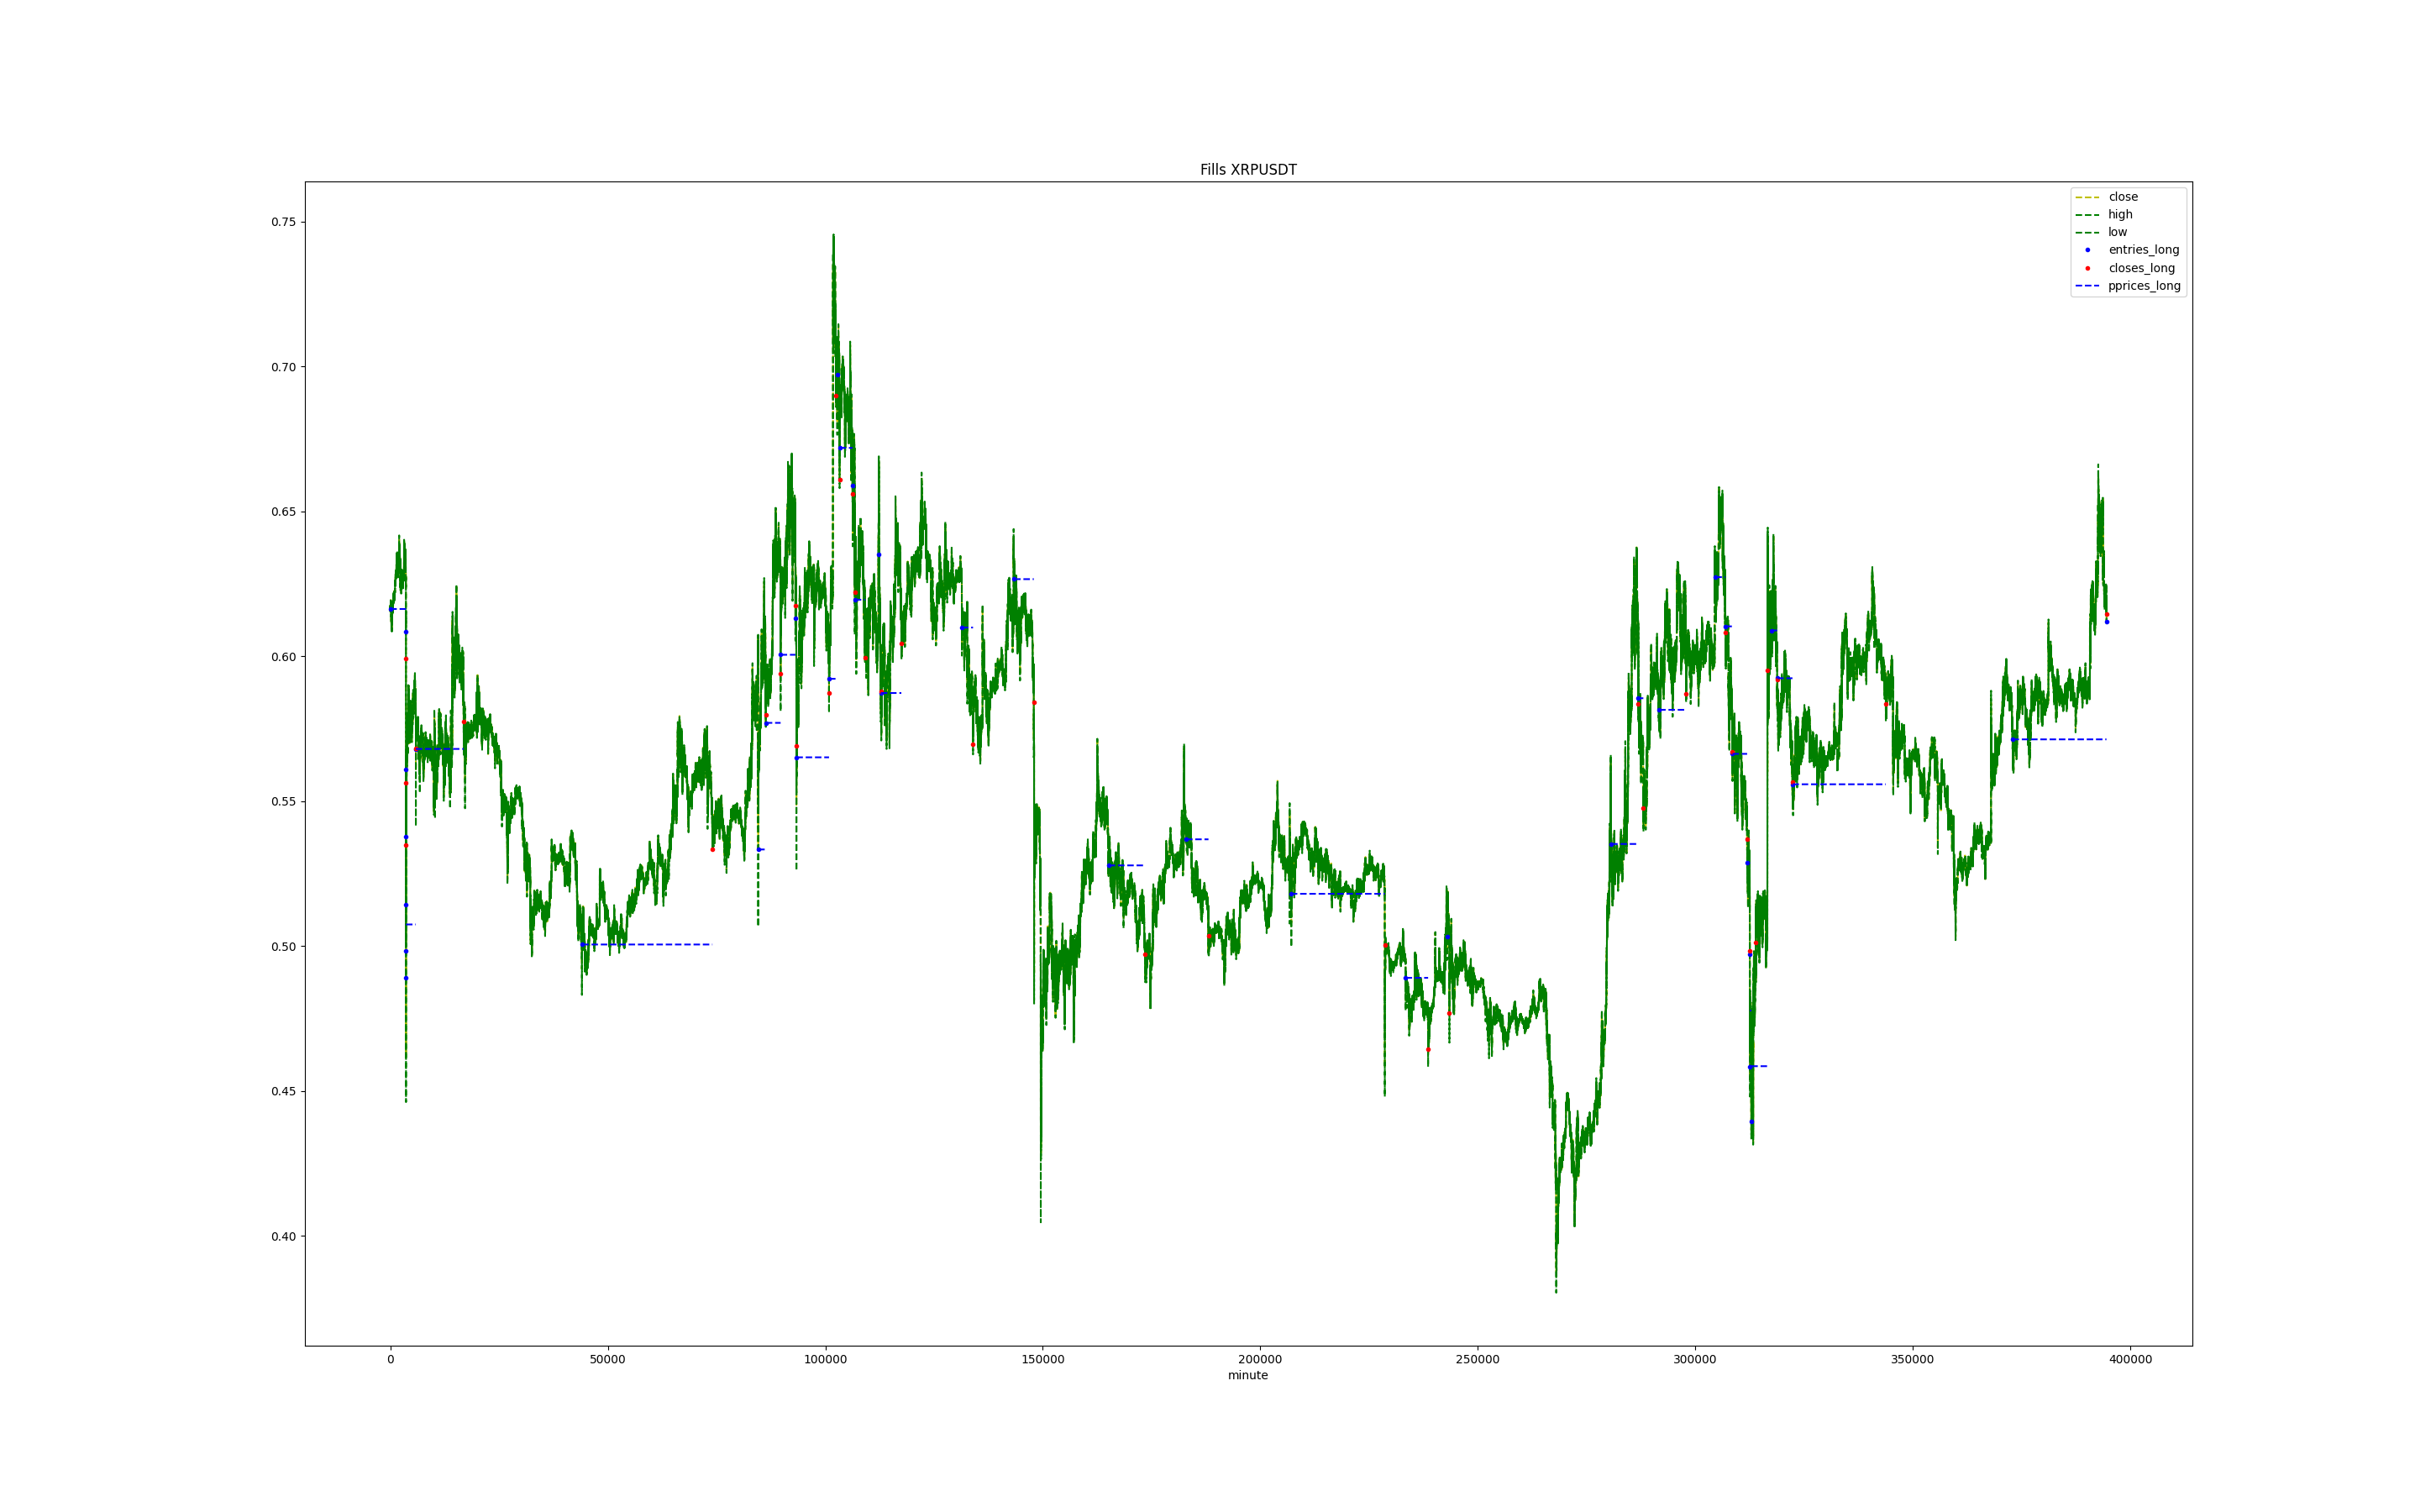 Fills XRPUSDT
close
high
low
entries_long
closes_long
pprices_long
0.75
0.70
0.65
0.60
0.55
0.50
0.45
0.40
0 50000 100000 150000 200000 250000 300000 350000 400000
minute